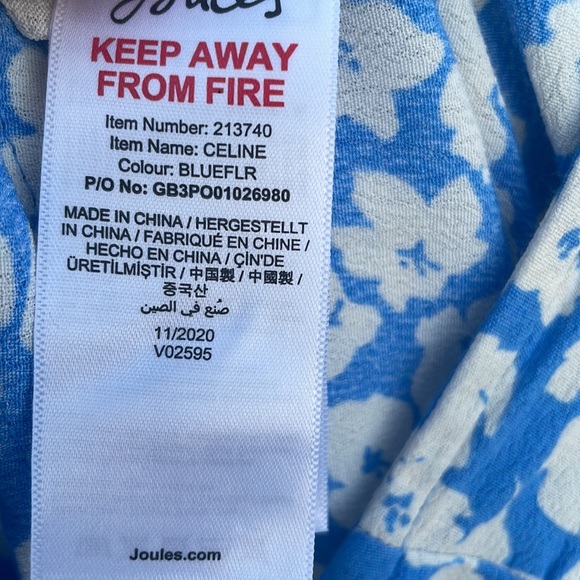 Joules
KEEP AWAY
FROM FIRE
Item Number: 213740
Item Name: CELINE
Colour: BLUEFLR
P/O No: GB3PO01026980
MADE IN CHINA / HERGESTELLT
IN CHINA / FABRIQUÉ EN CHINE /
HECHO EN CHINA / ÇİN'DE
ÜRETİLMİŞTİR / 中国製 / 中國製 /
중국산
صُنع في الصين
11/2020
V02595
Joules.com